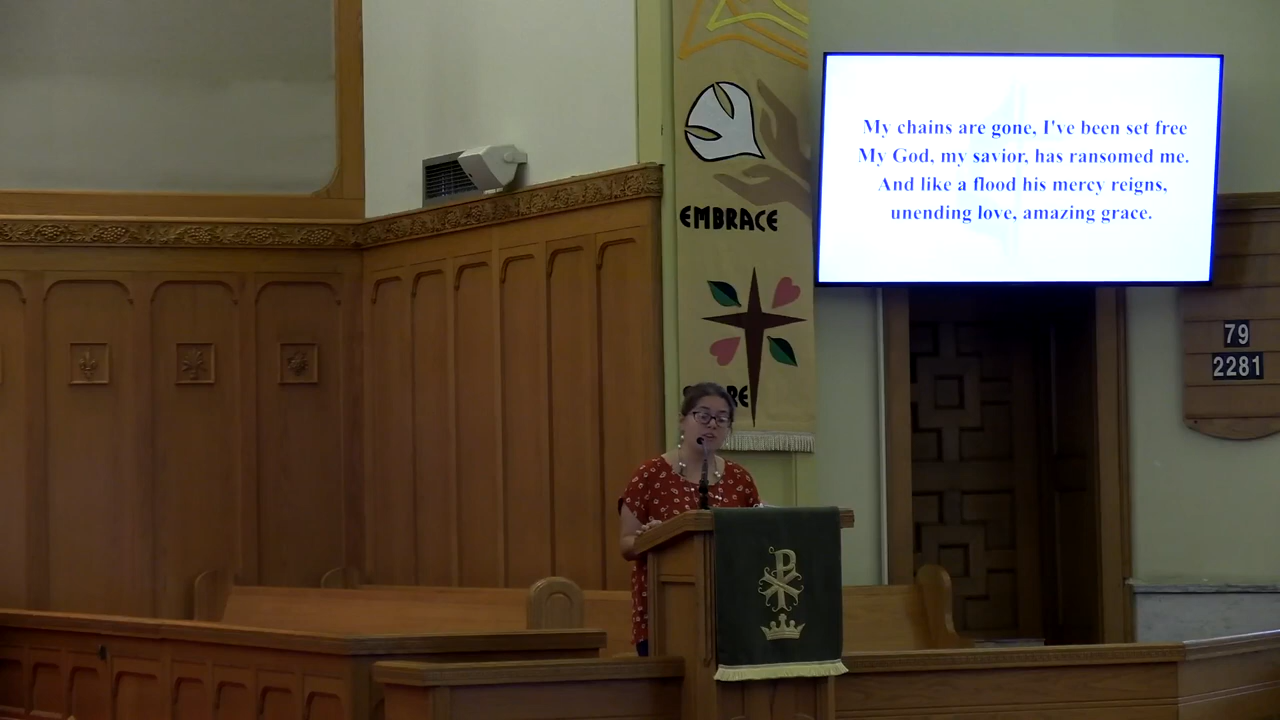 My chains are gone, I've been set free
My God, my savior, has ransomed me.
And like a flood his mercy reigns,
unending love, amazing grace.
EMBRACE
79
2281